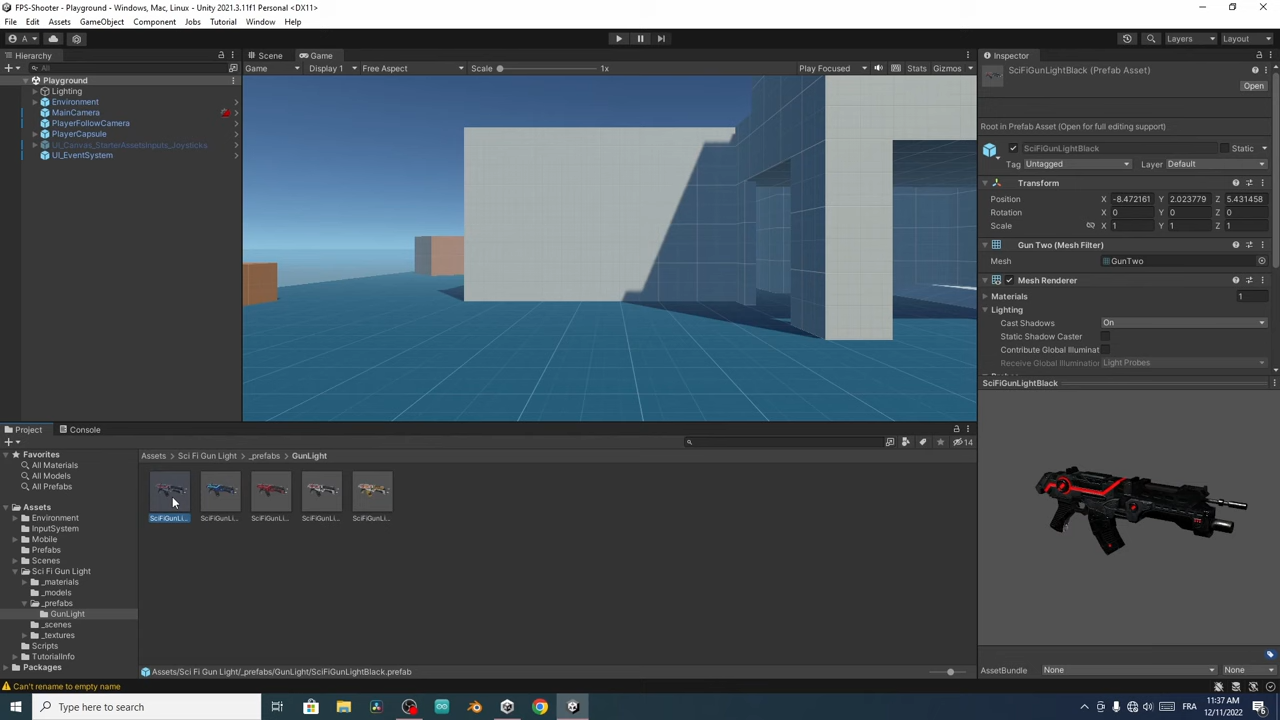 FPS-Shooter - Playground - Windows, Mac, Linux - Unity 2021.3.11f1 Personal <DX11>
File Edit Assets GameObject Component Jobs Tutorial Window Help
A
Layers
Layout
Hierarchy
All
Playground
Lighting
Environment
MainCamera
PlayerFollowCamera
PlayerCapsule
UI_Canvas_StarterAssetsInputs_Joysticks
UI_EventSystem
Scene Game
Game Display 1 Free Aspect Scale 1x Play Focused Stats Gizmos
Inspector
SciFiGunLightBlack (Prefab Asset)
Open
Root in Prefab Asset (Open for full editing support)
SciFiGunLightBlack Static
Tag Untagged Layer Default
Transform
Position X -8.472161 Y 2.023779 Z 5.431458
Rotation X 0 Y 0 Z 0
Scale X 1 Y 1 Z 1
Gun Two (Mesh Filter)
Mesh GunTwo
Mesh Renderer
Materials 1
Lighting
Cast Shadows On
Static Shadow Caster
Contribute Global Illuminat
Receive Global Illumination Light Probes
SciFiGunLightBlack
AssetBundle None None
Project Console
14
Favorites
All Materials
All Models
All Prefabs
Assets
Environment
InputSystem
Mobile
Prefabs
Scenes
Sci Fi Gun Light
_materials
_models
_prefabs
GunLight
_scenes
_textures
Scripts
TutorialInfo
Packages
Assets Sci Fi Gun Light _prefabs GunLight
SciFiGunLi... SciFiGunLi... SciFiGunLi... SciFiGunLi... SciFiGunLi...
Assets/Sci Fi Gun Light/_prefabs/GunLight/SciFiGunLightBlack.prefab
Can't rename to empty name
Type here to search
FR
11:37 AM
12/11/2022